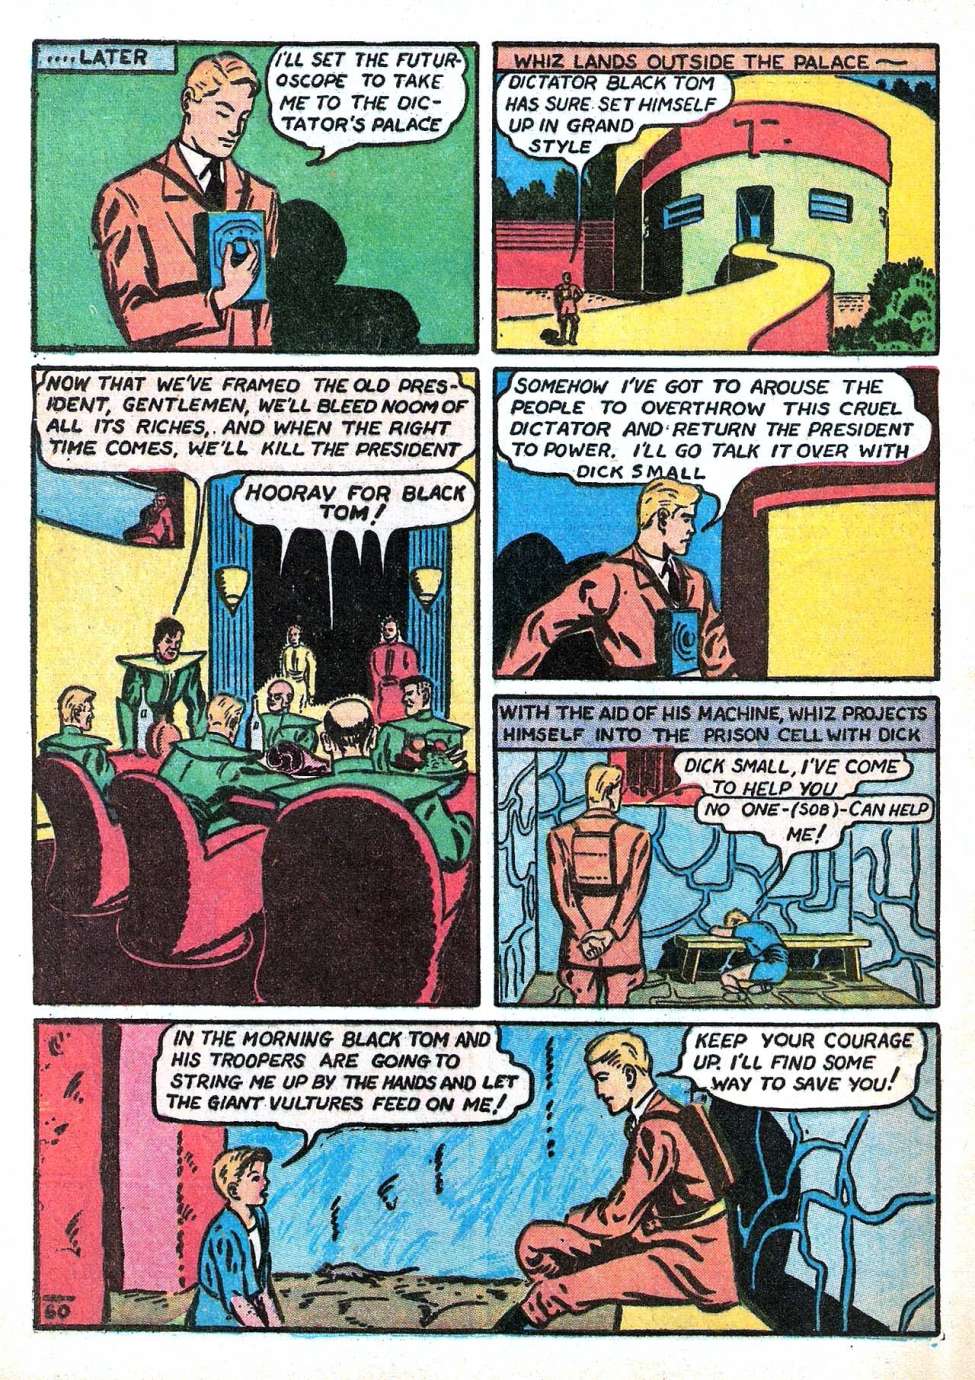 ....LATER
I'LL SET THE FUTUR-
OSCOPE TO TAKE
ME TO THE DIC-
TATOR'S PALACE
WHIZ LANDS OUTSIDE THE PALACE ~
DICTATOR BLACK TOM
HAS SURE SET HIMSELF
UP IN GRAND
STYLE
NOW THAT WE'VE FRAMED THE OLD PRES-
IDENT, GENTLEMEN, WE'LL BLEED NOOM OF
ALL ITS RICHES,. AND WHEN THE RIGHT
TIME COMES, WE'LL KILL THE PRESIDENT
HOORAY FOR BLACK
TOM!
SOMEHOW I'VE GOT TO AROUSE THE
PEOPLE TO OVERTHROW THIS CRUEL
DICTATOR AND RETURN THE PRESIDENT
TO POWER. I'LL GO TALK IT OVER WITH
DICK SMALL
WITH THE AID OF HIS MACHINE, WHIZ PROJECTS
HIMSELF INTO THE PRISON CELL WITH DICK
DICK SMALL, I'VE COME
TO HELP YOU
NO ONE-(SOB)-CAN HELP
ME!
IN THE MORNING BLACK TOM AND
HIS TROOPERS ARE GOING TO
STRING ME UP BY THE HANDS AND LET
THE GIANT VULTURES FEED ON ME!
KEEP YOUR COURAGE
UP. I'LL FIND SOME
WAY TO SAVE YOU!
60